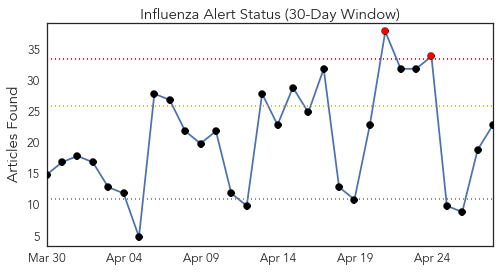 Influenza Alert Status (30-Day Window)
Articles Found
35
30
25
20
15
10
5
Mar 30 Apr 04 Apr 09 Apr 14 Apr 19 Apr 24